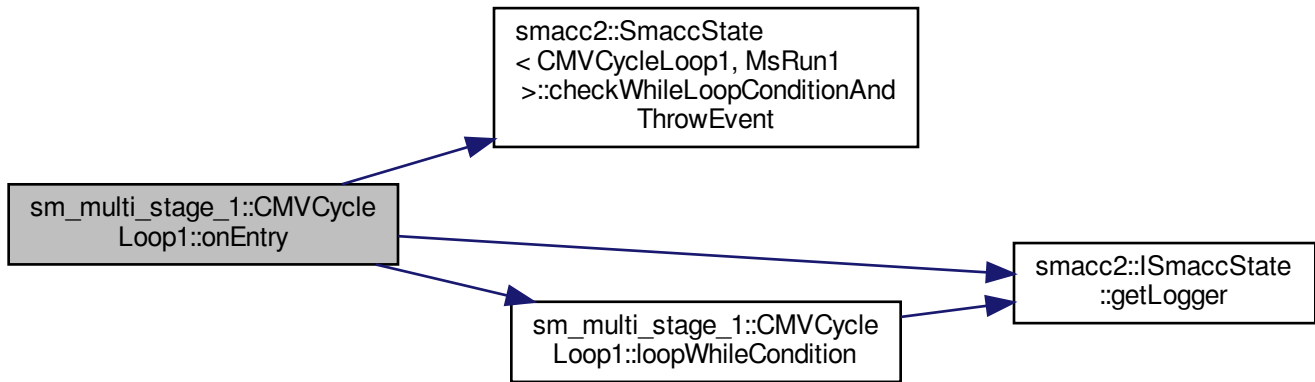 smacc2::SmaccState
< CMVCycleLoop1, MsRun1
>::checkWhileLoopConditionAnd
ThrowEvent
sm_multi_stage_1::CMVCycle
Loop1::onEntry
smacc2::ISmaccState
::getLogger
sm_multi_stage_1::CMVCycle
Loop1::loopWhileCondition